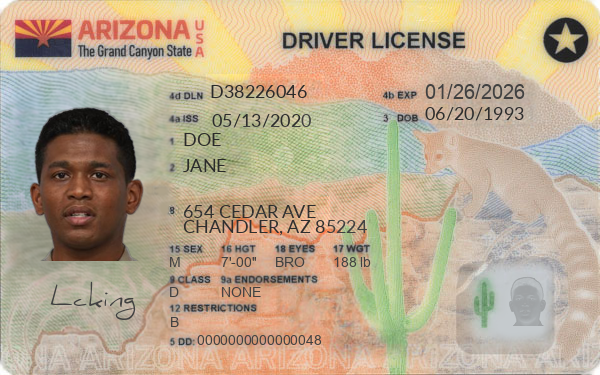 ARIZONA USA
The Grand Canyon State
DRIVER LICENSE
4d DLN D38226046 4b EXP 01/26/2026
4a ISS 05/13/2020 3 DOB 06/20/1993
1 DOE
2 JANE
8 654 CEDAR AVE
CHANDLER, AZ 85224
15 SEX 16 HGT 18 EYES 17 WGT
M 7'-00" BRO 188 lb
9 CLASS 9a ENDORSEMENTS
D NONE
12 RESTRICTIONS
B
5 DD: 0000000000000048
Lcking
ARIZONA ARIZONA ARIZONA ARIZONA